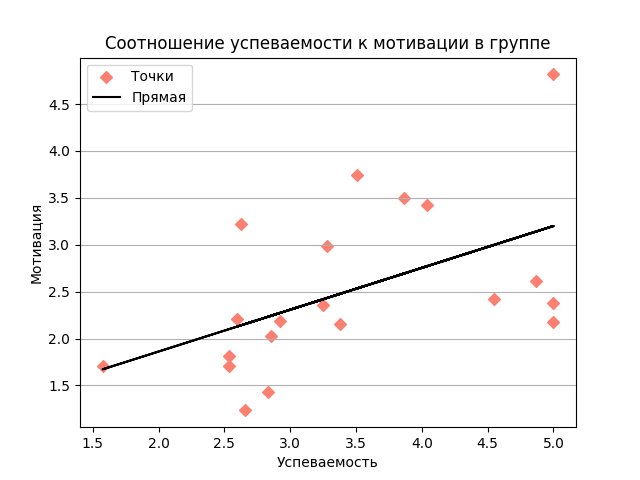 Соотношение успеваемости к мотивации в группе
Точки
Прямая
4.5
4.0
3.5
3.0
2.5
2.0
1.5
Мотивация
1.5 2.0 2.5 3.0 3.5 4.0 4.5 5.0
Успеваемость